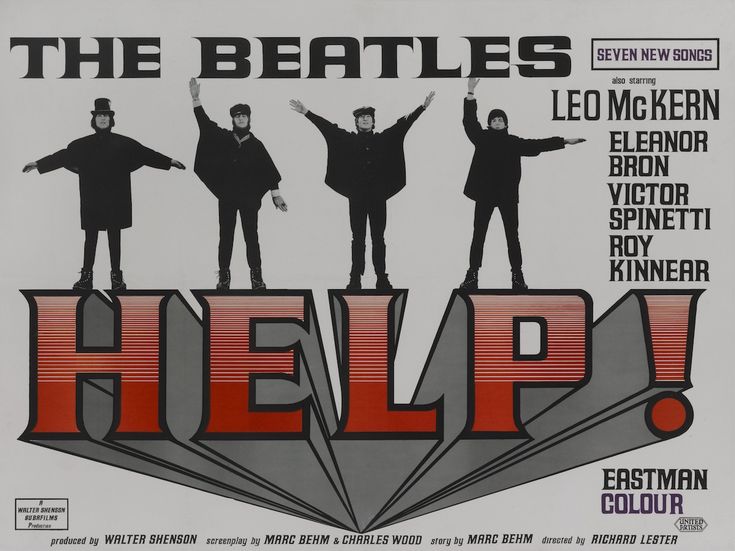 THE BEATLES
SEVEN NEW SONGS
also starring
LEO McKERN
ELEANOR
BRON
VICTOR
SPINETTI
ROY
KINNEAR
HELP!
EASTMAN
COLOUR
A
WALTER SHENSON
SUBAFILMS
Production
UNITED
ARTISTS
produced by WALTER SHENSON screenplay by MARC BEHM & CHARLES WOOD story by MARC BEHM directed by RICHARD LESTER